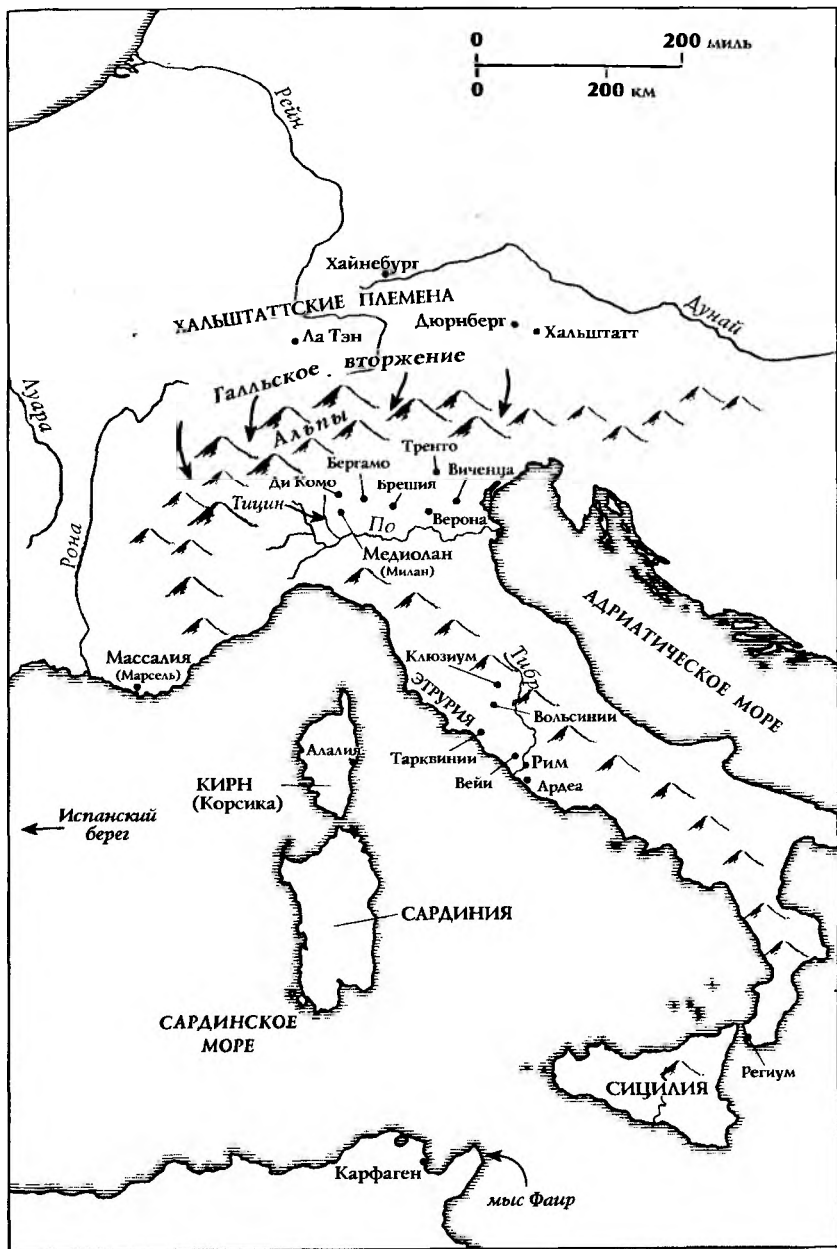 0 200 миль
0 200 км
Рейн
Хайнебург
ХАЛЬШТАТТСКИЕ ПЛЕМЕНА
Дюрнберг
Хальштатт
Дунай
Ла Тэн
Галльское вторжение
Луара
Альпы
Тренто
Бергамо
Виченца
Ди Комо
Брешия
Тицин
По
Верона
Рона
Медиолан
(Милан)
АДРИАТИЧЕСКОЕ МОРЕ
Массалия
(Марсель)
Клюзиум
Тибр
ЭТРУРИЯ
Вольсинии
Тарквинии
Рим
Вейи
Ардеа
Алалия
КИРН
(Корсика)
Испанский
берег
САРДИНИЯ
САРДИНСКОЕ
МОРЕ
Региум
СИЦИЛИЯ
Карфаген
мыс Фаир